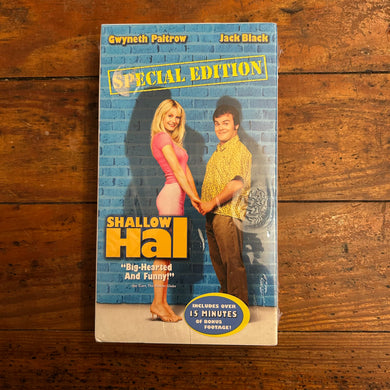 Gwyneth Paltrow Jack Black
SPECIAL EDITION
SHALLOW
Hal
"Big-Hearted
And Funny!"
INCLUDES OVER
15 MINUTES
OF BONUS
FOOTAGE!